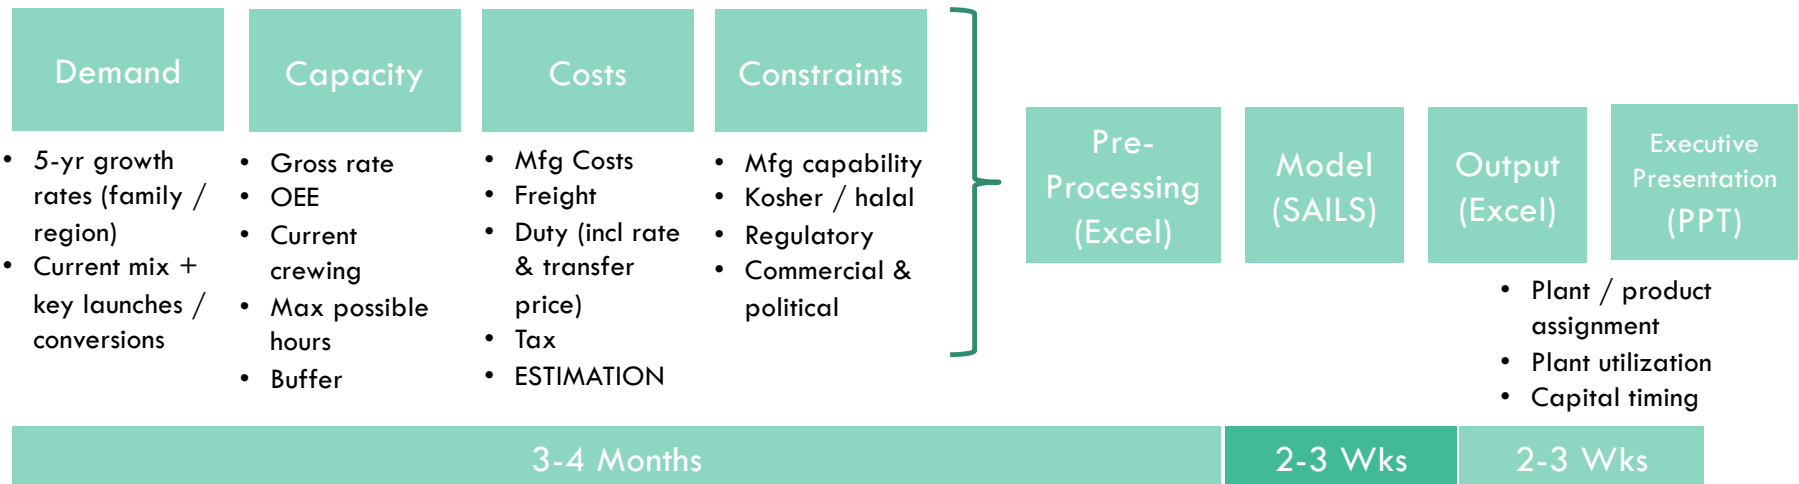 Demand
• 5-yr growth
rates (family /
region)
• Current mix +
key launches /
conversions
Capacity
• Gross rate
• OEE
• Current
crewing
• Max possible
hours
• Buffer
Costs
• Mfg Costs
• Freight
• Duty (incl rate
& transfer
price)
• Tax
• ESTIMATION
Constraints
• Mfg capability
• Kosher / halal
• Regulatory
• Commercial &
political
Pre-
Processing
(Excel)
Model
(SAILS)
Output
(Excel)
Executive
Presentation
(PPT)
• Plant / product
assignment
• Plant utilization
• Capital timing
3-4 Months
2-3 Wks
2-3 Wks